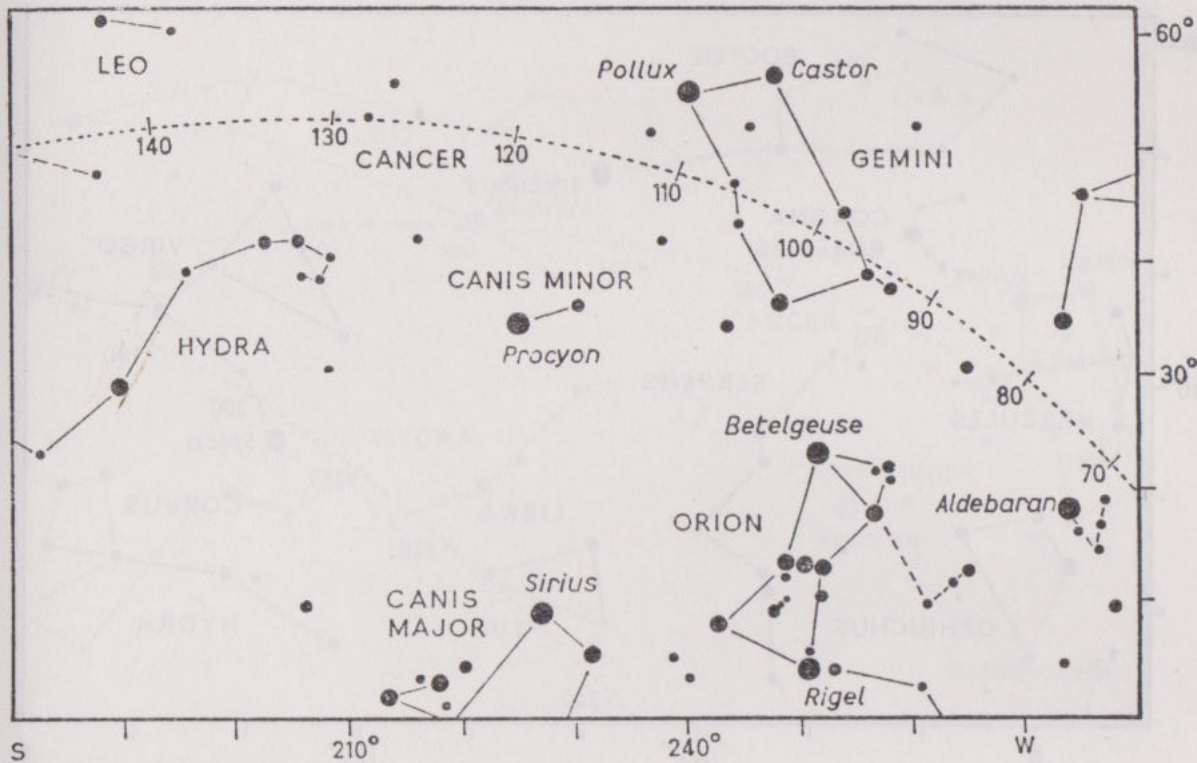 60°
LEO
Pollux
Castor
140
130
120
CANCER
GEMINI
110
100
CANIS MINOR
Procyon
90
HYDRA
30°
80
Betelgeuse
70
Aldebaran
ORION
Sirius
CANIS
MAJOR
Rigel
S
210°
240°
W